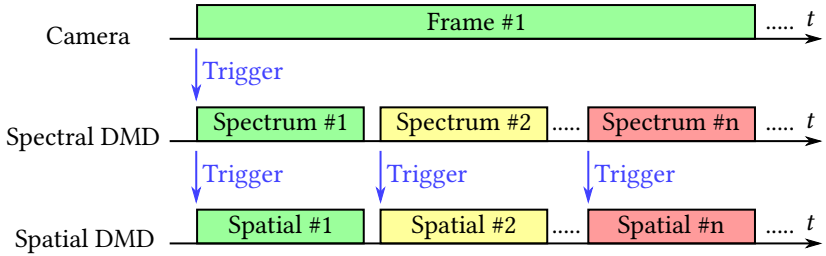 Camera Frame #1 ..... t
Trigger
Spectral DMD Spectrum #1 Spectrum #2 ..... Spectrum #n ..... t
Trigger Trigger Trigger
Spatial DMD Spatial #1 Spatial #2 ..... Spatial #n ..... t